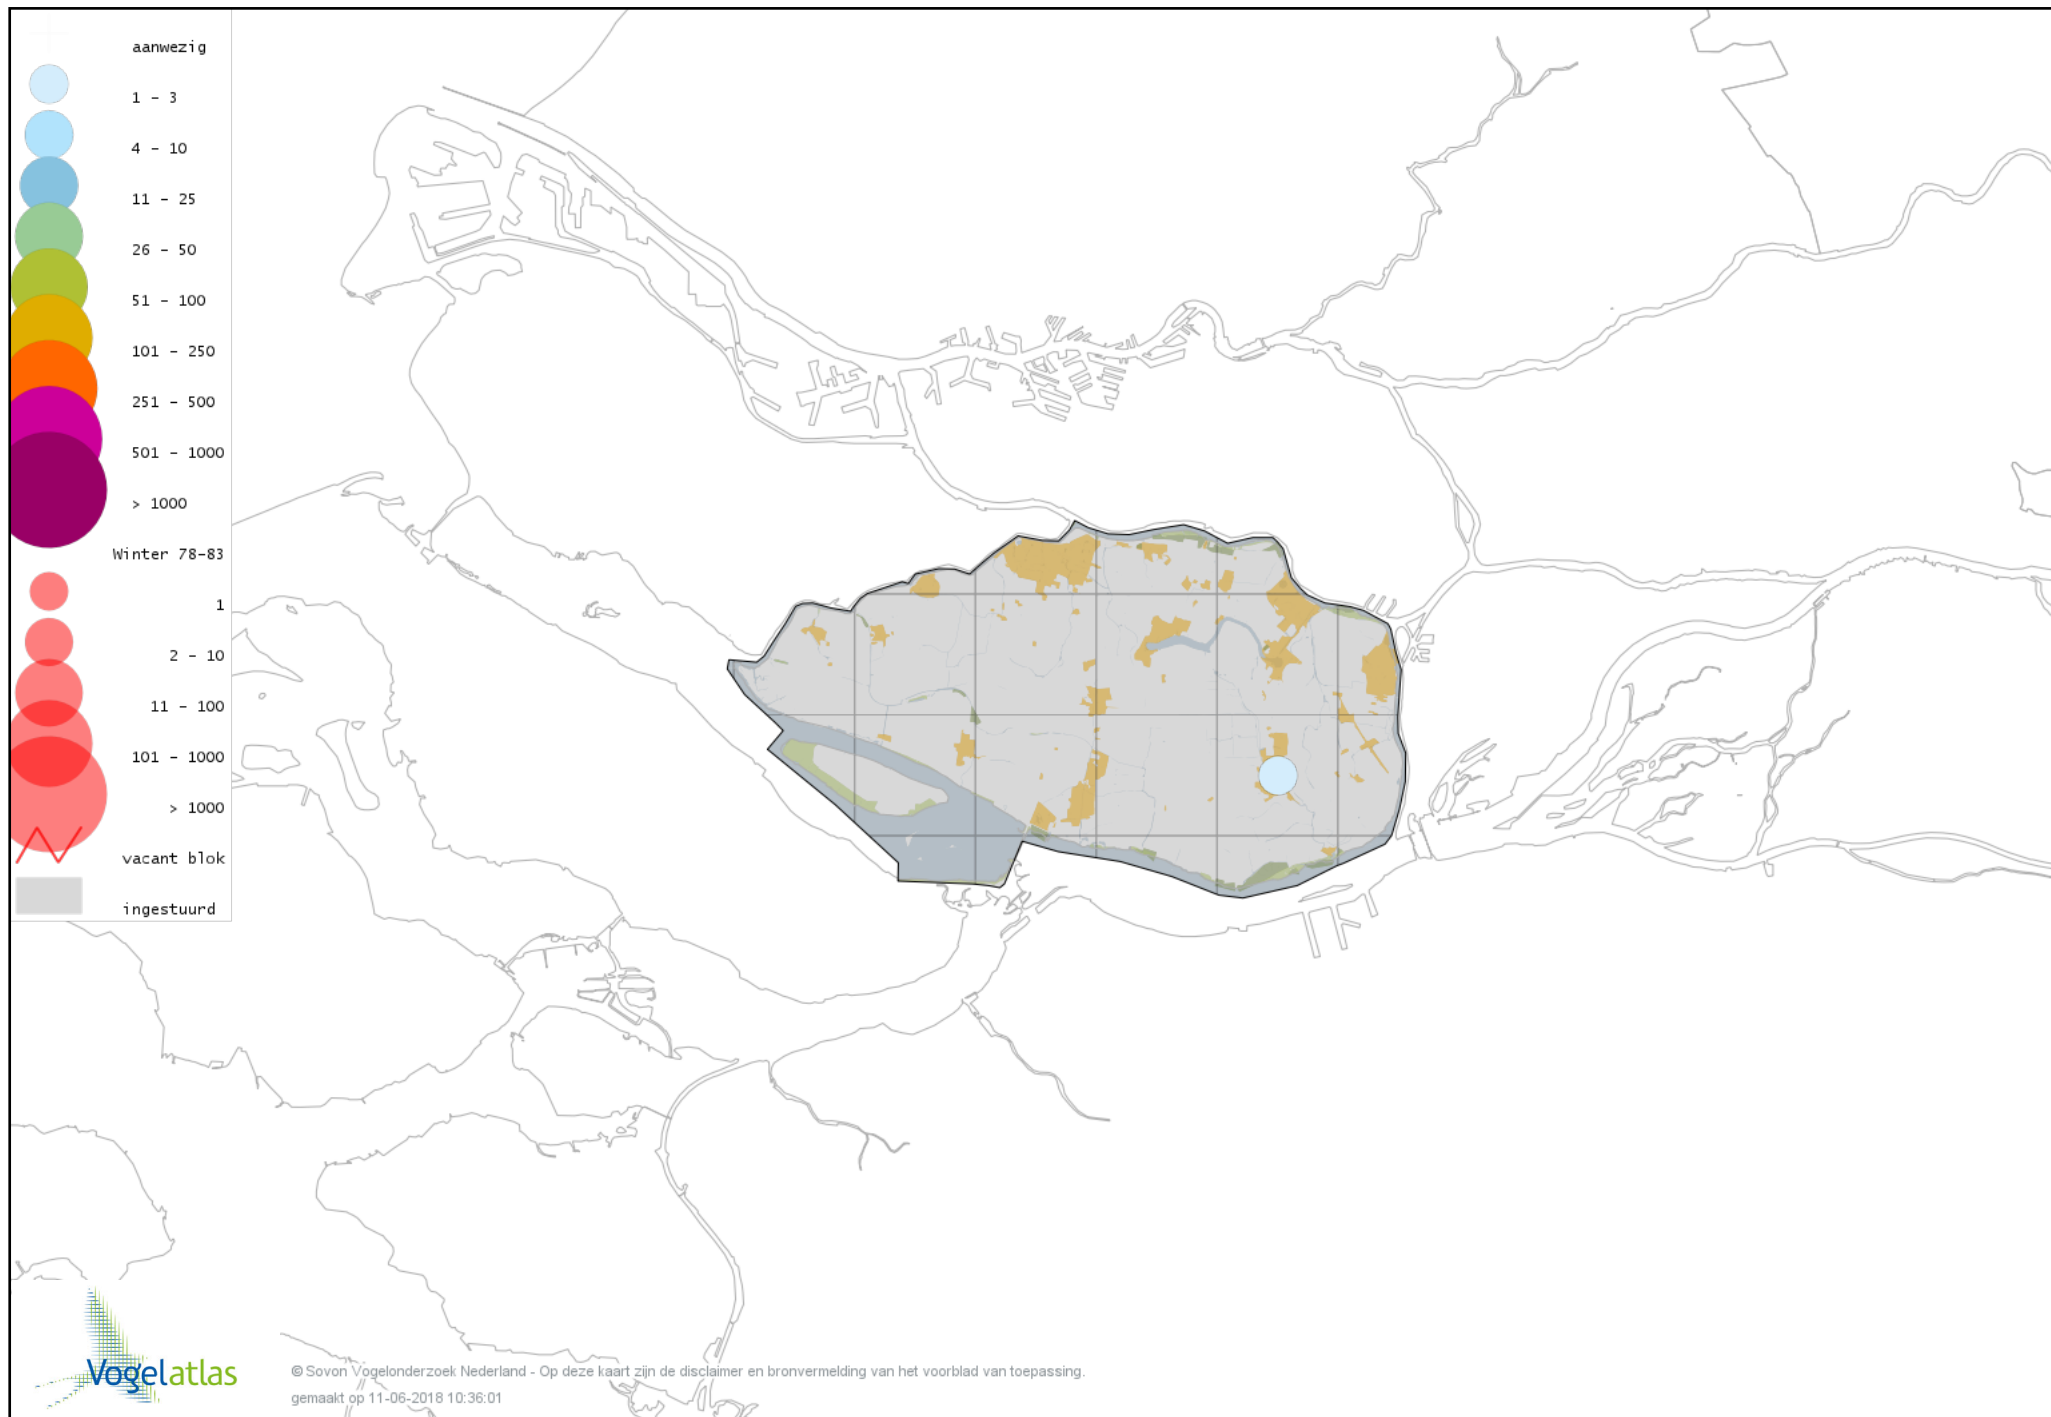 aanwezig
1 - 3
4 - 10
11 - 25
26 - 50
51 - 100
101 - 250
251 - 500
501 - 1000
> 1000
Winter 78-83
1
2 - 10
11 - 100
101 - 1000
> 1000
vacant blok
ingestuurd
Vogelatlas
© Sovon Vogelonderzoek Nederland - Op deze kaart zijn de disclaimer en bronvermelding van het voorblad van toepassing.
gemaakt op 11-06-2018 10:36:01